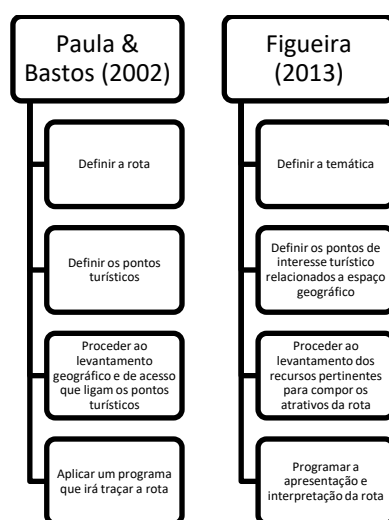 Paula &
Bastos (2002)
Definir a rota
Definir os pontos
turísticos
Proceder ao
levantamento
geográfico e de acesso
que ligam os pontos
turísticos
Aplicar um programa
que irá traçar a rota
Figueira
(2013)
Definir a temática
Definir os pontos de
interesse turístico
relacionados a espaço
geográfico
Proceder ao
levantamento dos
recursos pertinentes
para compor os
atrativos da rota
Programar a
apresentação e
interpretação da rota